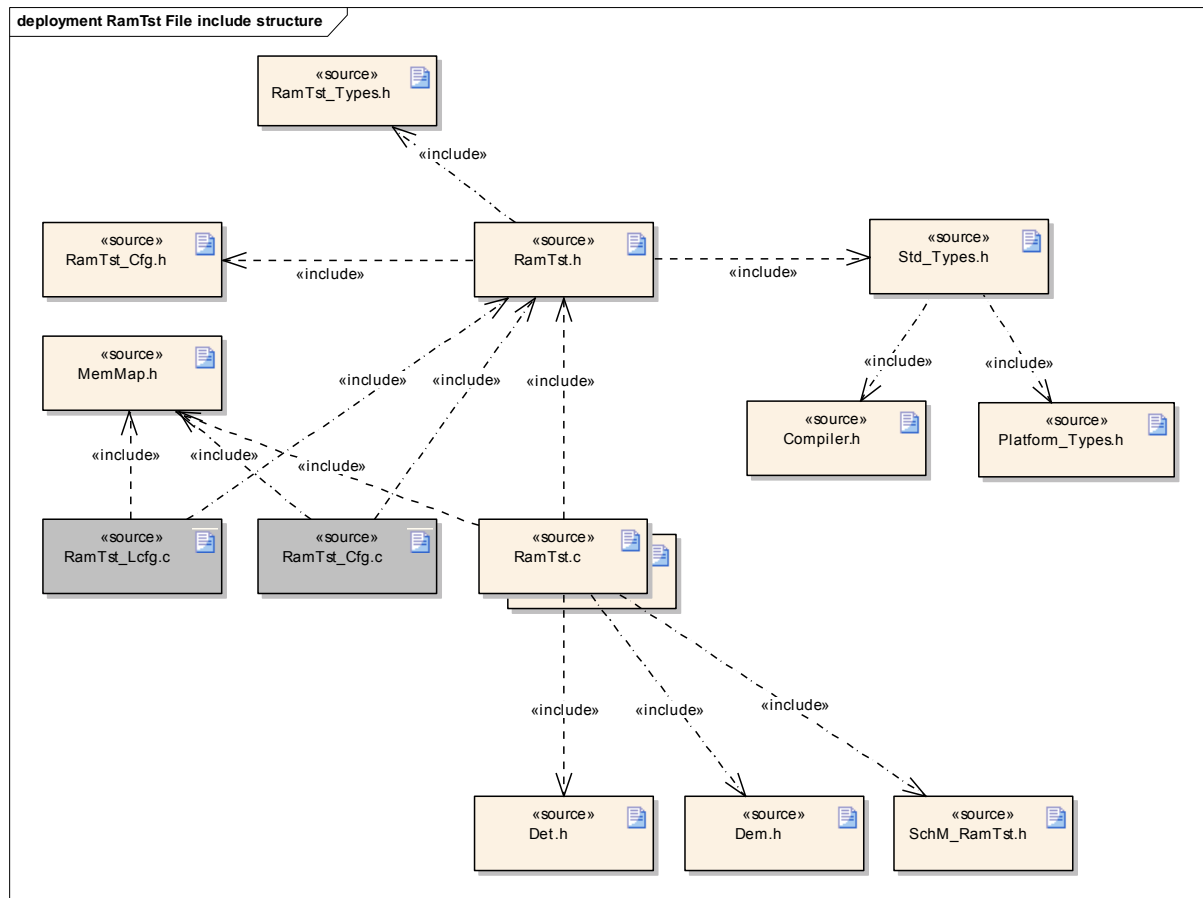 deployment RamTst File include structure
«source»
RamTst_Types.h
«include»
«source»
RamTst_Cfg.h
«include»
«source»
RamTst.h
«include»
«source»
Std_Types.h
«source»
MemMap.h
«include»
«include»
«include»
«include»
«include»
«source»
Compiler.h
«source»
Platform_Types.h
«include»
«include»
«include»
«source»
RamTst_Lcfg.c
«source»
RamTst_Cfg.c
«source»
RamTst.c
«include»
«include»
«include»
«source»
Det.h
«source»
Dem.h
«source»
SchM_RamTst.h